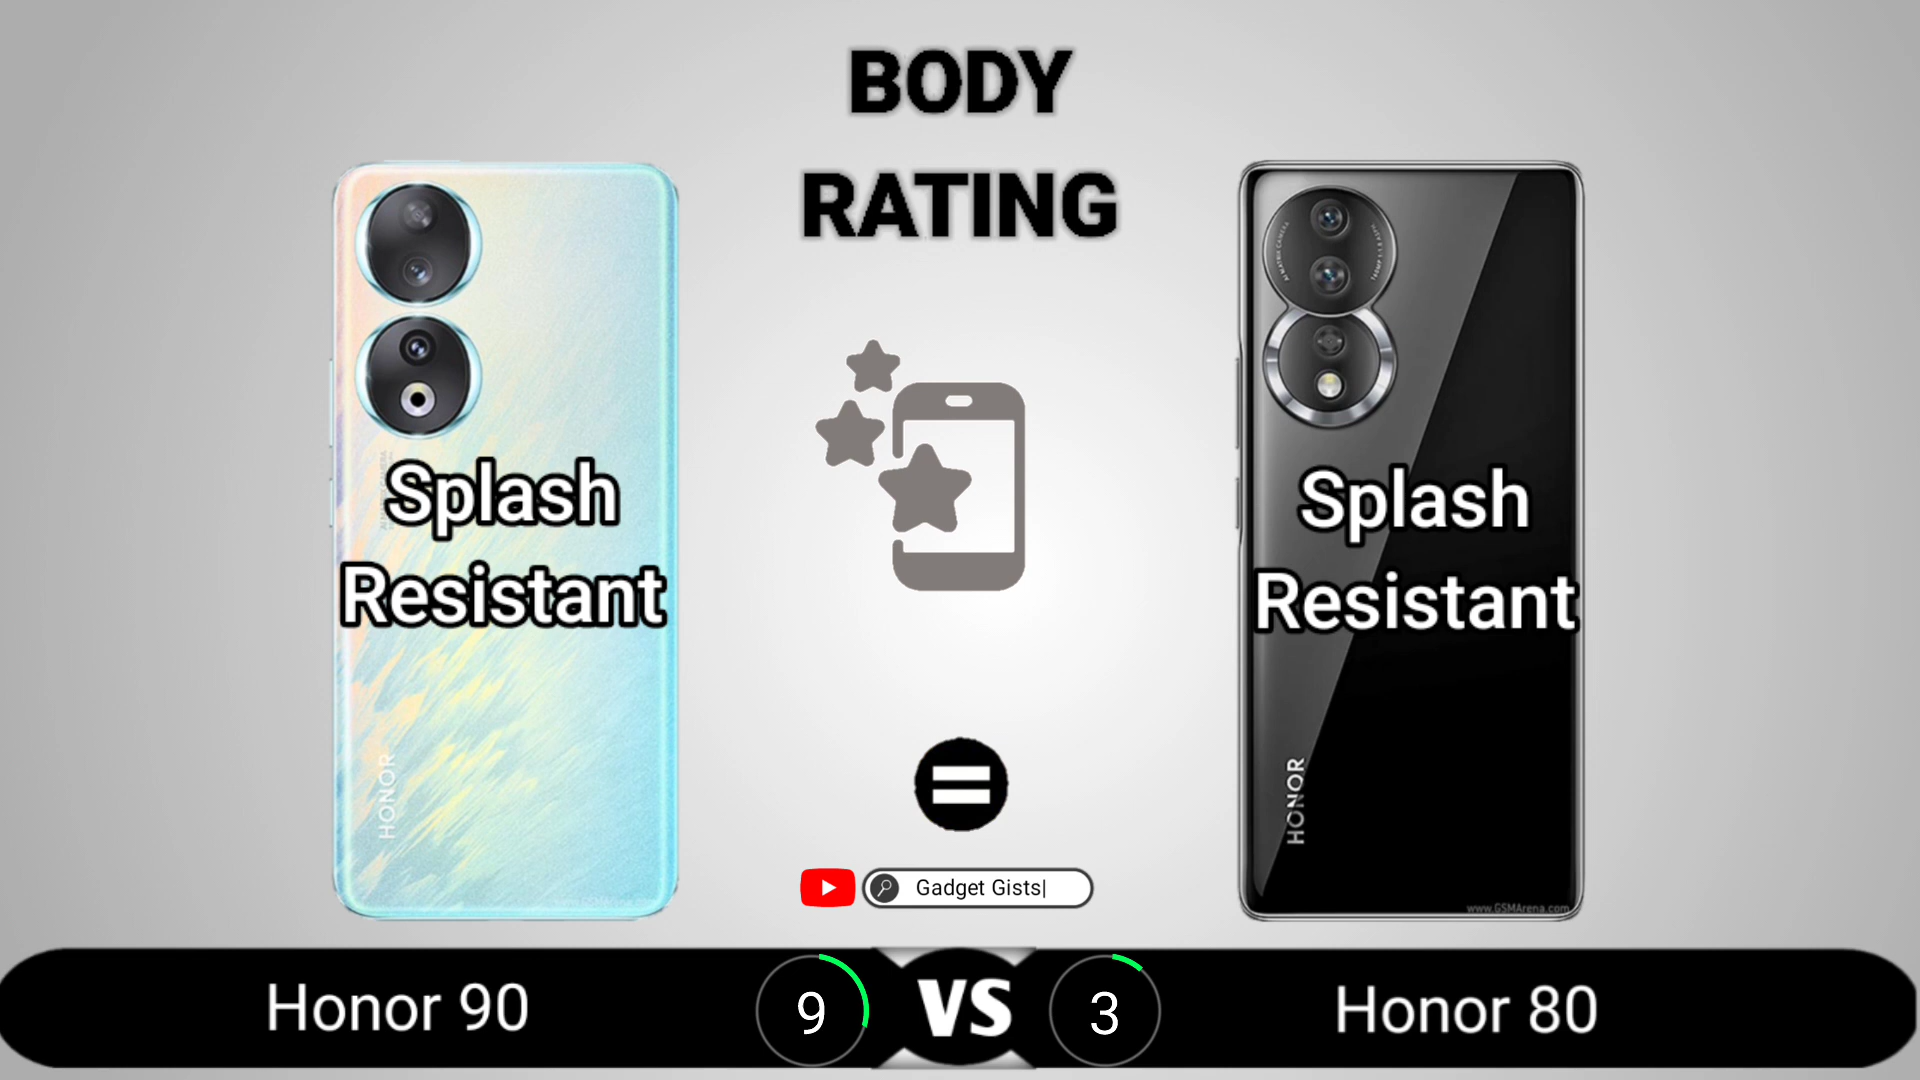 BODY
RATING
Splash
Resistant
HONOR
Splash
Resistant
HONOR
www.GSMArena.com
Gadget Gists|
Honor 90
9
VS
3
Honor 80